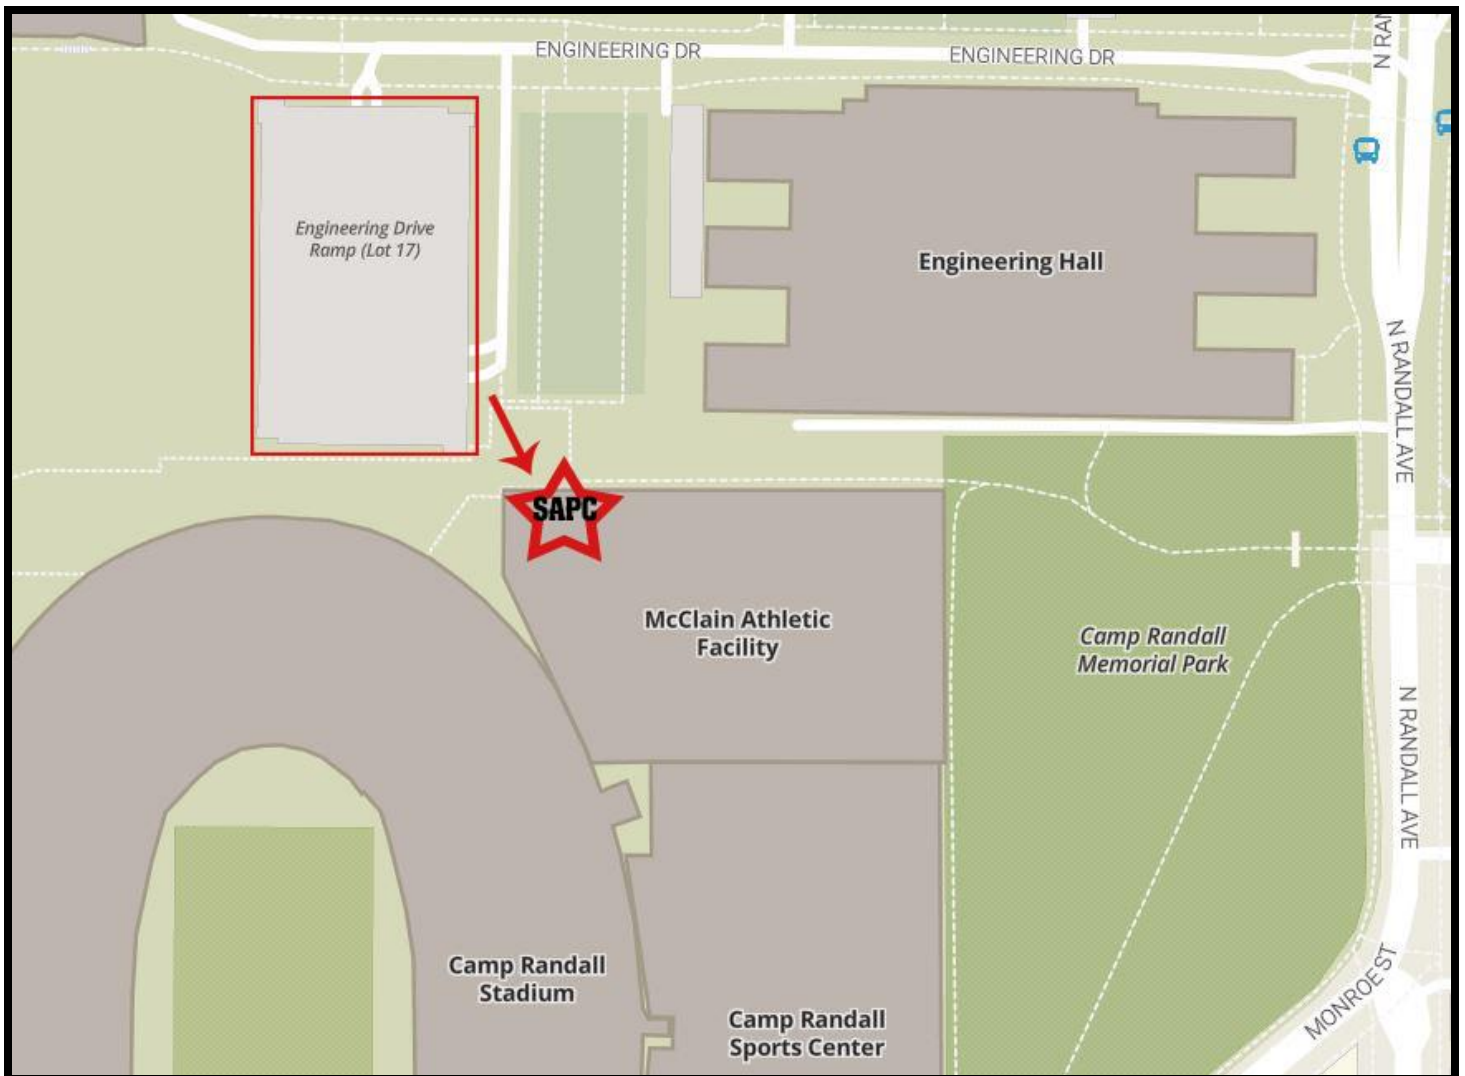 ENGINEERING DR
ENGINEERING DR
N RAN
Engineering Drive
Ramp (Lot 17)
Engineering Hall
N RANDALL AVE
SAPC
McClain Athletic
Facility
Camp Randall
Memorial Park
N RANDALL AVE
Camp Randall
Stadium
Camp Randall
Sports Center
MONROE ST